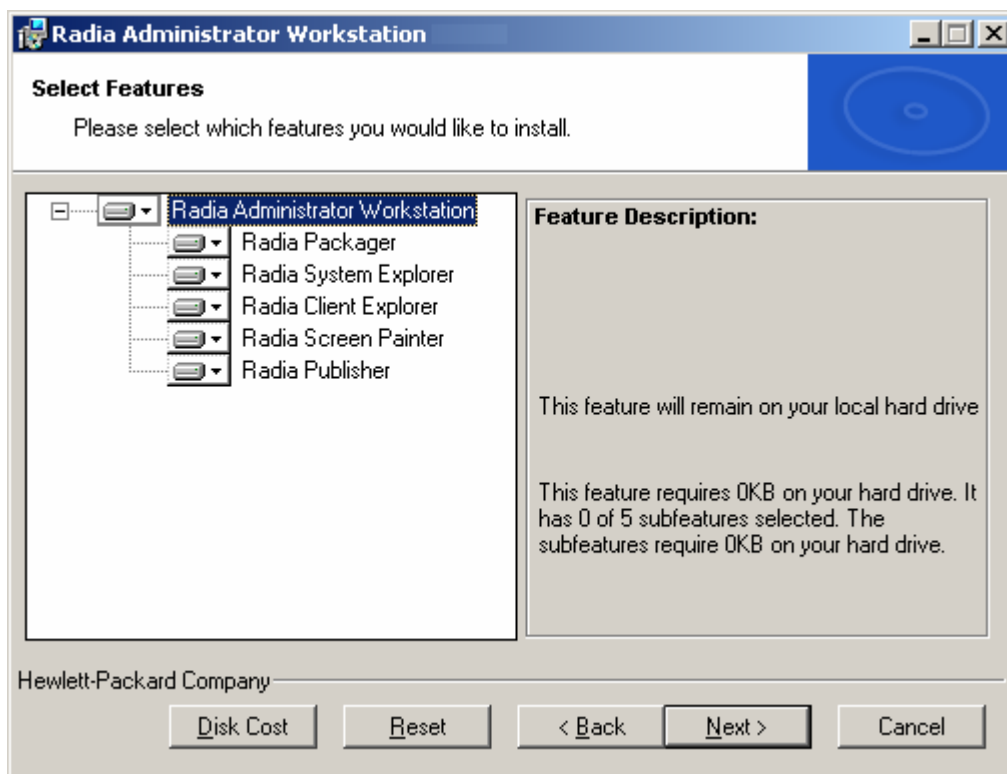 Radia Administrator Workstation
Select Features
Please select which features you would like to install.
Radia Administrator Workstation
Radia Packager
Radia System Explorer
Radia Client Explorer
Radia Screen Painter
Radia Publisher
Feature Description:
This feature will remain on your local hard drive
This feature requires 0KB on your hard drive. It
has 0 of 5 subfeatures selected. The
subfeatures require 0KB on your hard drive.
Hewlett-Packard Company
Disk Cost
Reset
< Back
Next >
Cancel